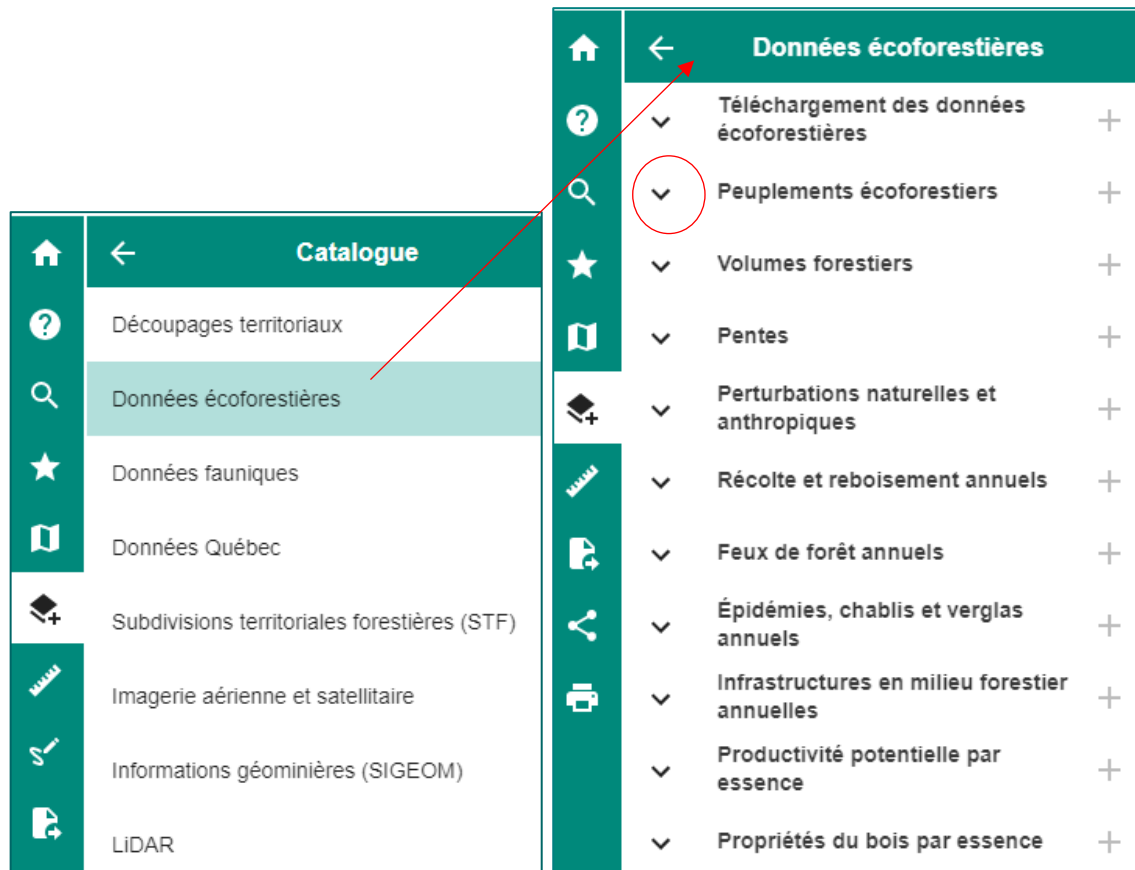 Catalogue
Découpages territoriaux
Données écoforestières
Données fauniques
Données Québec
Subdivisions territoriales forestières (STF)
Imagerie aérienne et satellitaire
Informations géominières (SIGEOM)
LiDAR
Données écoforestières
Téléchargement des données
écoforestières
Peuplements écoforestiers
Volumes forestiers
Pentes
Perturbations naturelles et
anthropiques
Récolte et reboisement annuels
Feux de forêt annuels
Épidémies, chablis et verglas
annuels
Infrastructures en milieu forestier
annuelles
Productivité potentielle par
essence
Propriétés du bois par essence